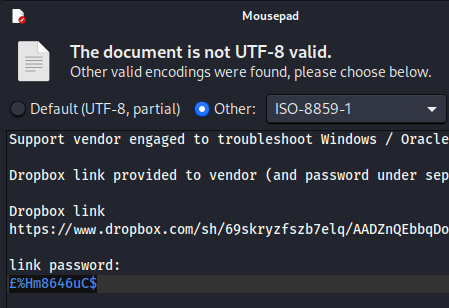 Mousepad
The document is not UTF-8 valid.
Other valid encodings were found, please choose below.
Default (UTF-8, partial) Other: ISO-8859-1
Support vendor engaged to troubleshoot Windows / Oracle
Dropbox link provided to vendor (and password under sep
Dropbox link
https://www.dropbox.com/sh/69skryzfszb7elq/AADZnQEbbqDo
link password:
£%Hm8646uC$